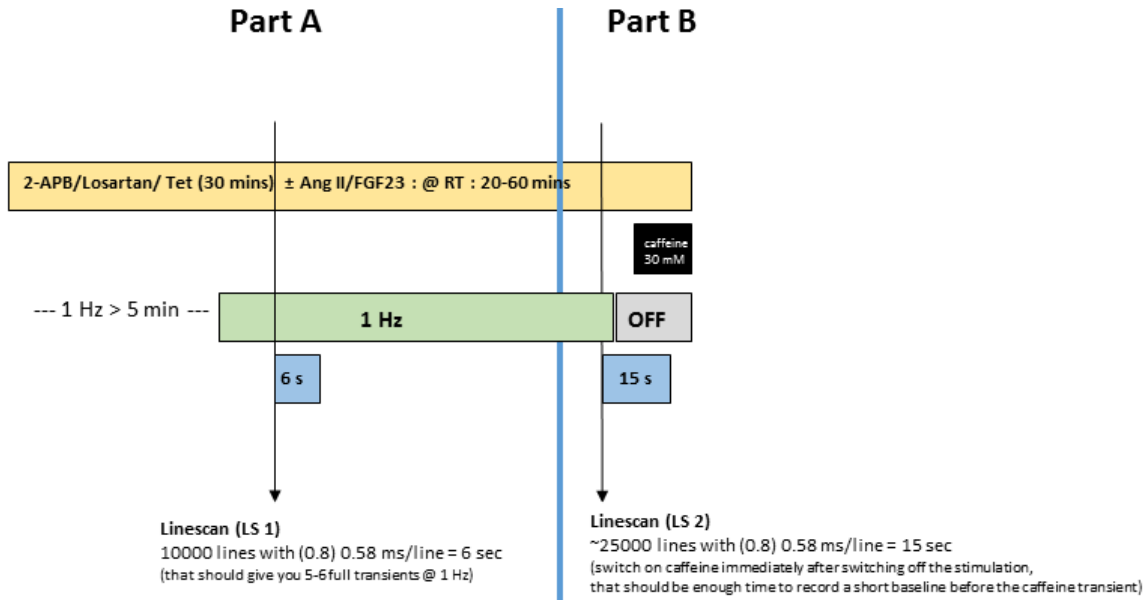 Part A
Part B
2-APB/Losartan/ Tet (30 mins) ± Ang II/FGF23 : @ RT : 20-60 mins
caffeine
30 mM
--- 1 Hz > 5 min ---
1 Hz
OFF
6 s
15 s
Linescan (LS 1)
10000 lines with (0.8) 0.58 ms/line = 6 sec
(that should give you 5-6 full transients @ 1 Hz)
Linescan (LS 2)
~25000 lines with (0.8) 0.58 ms/line = 15 sec
(switch on caffeine immediately after switching off the stimulation,
that should be enough time to record a short baseline before the caffeine transient)